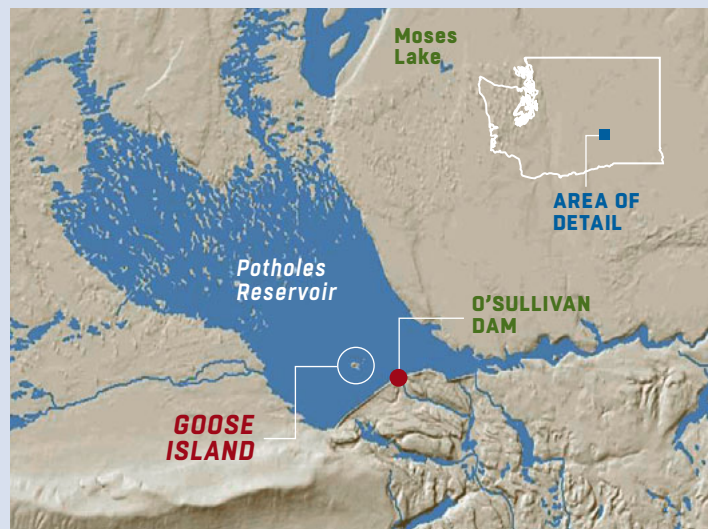 Moses
Lake
AREA OF
DETAIL
Potholes
Reservoir
O'SULLIVAN
DAM
GOOSE
ISLAND